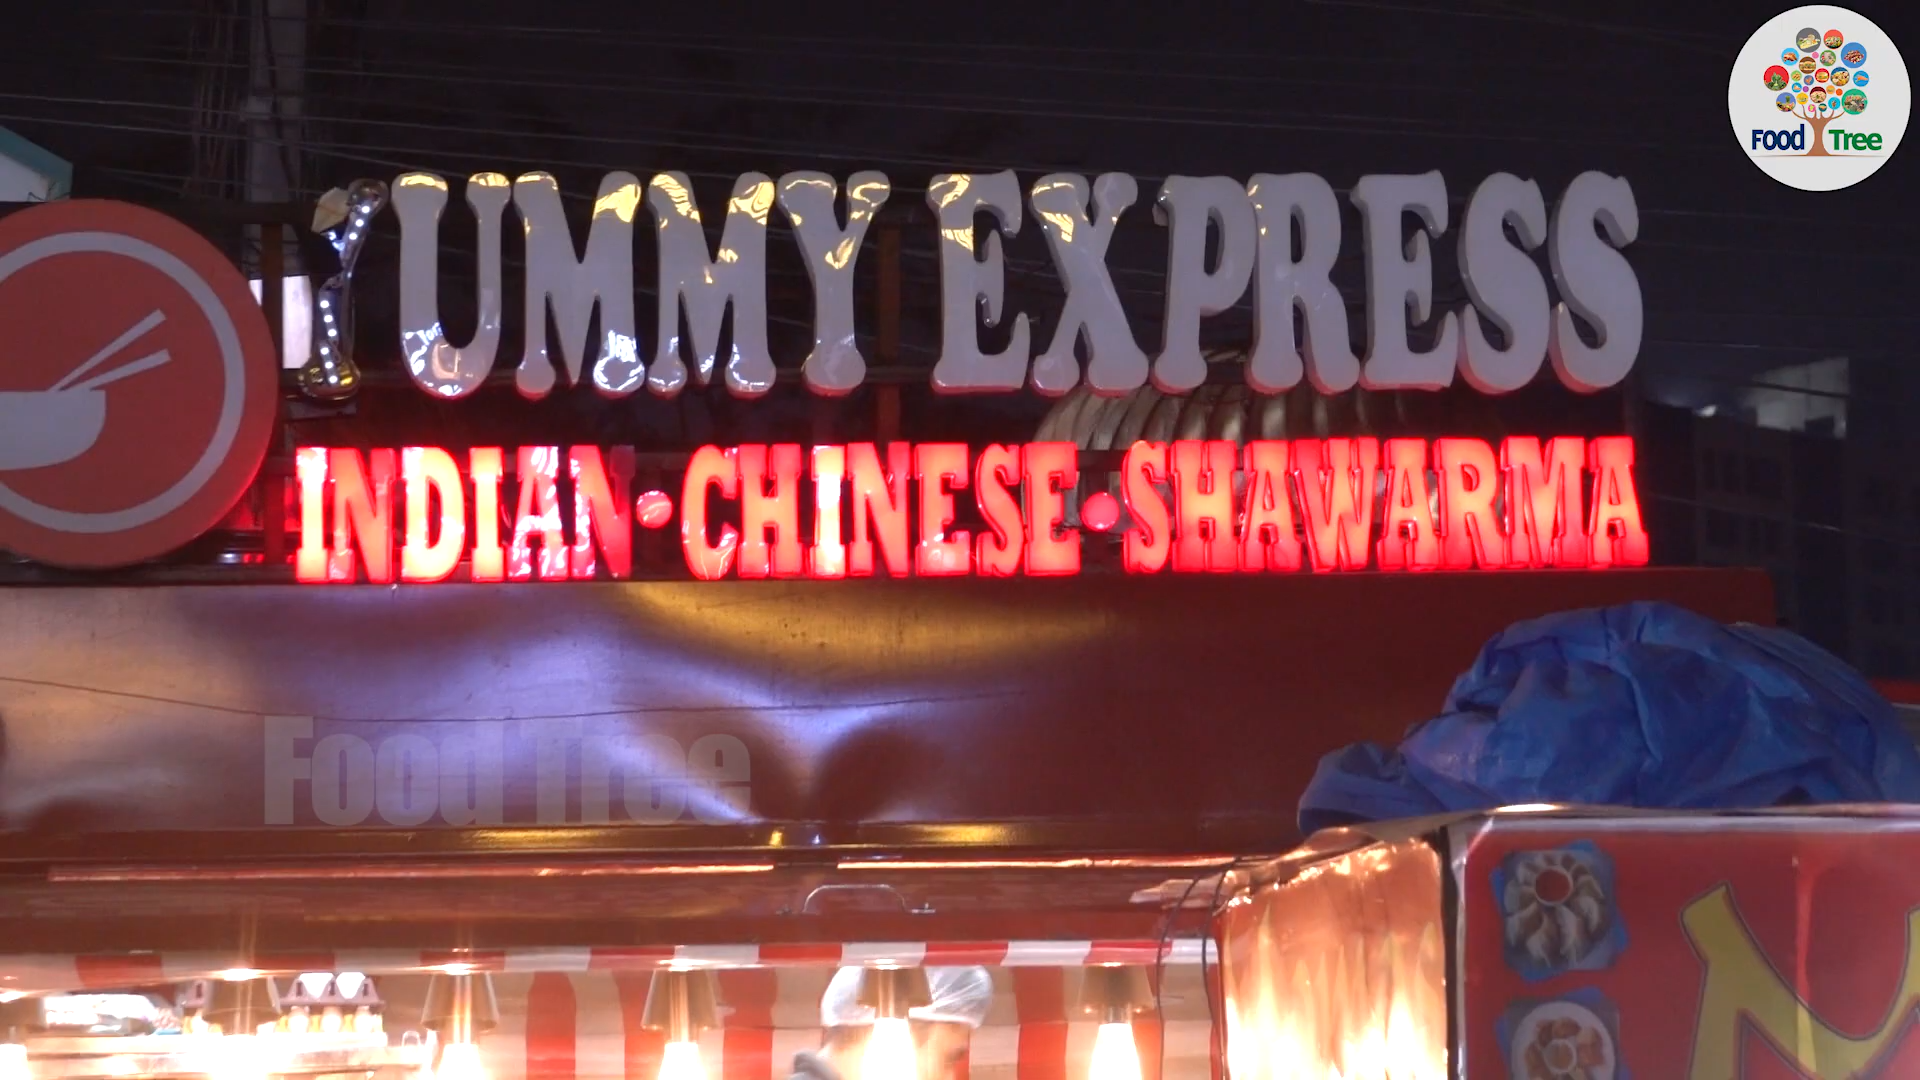 YUMMY EXPRESS
INDIAN • CHINESE • SHAWARMA
Food Tree
Food Tree
M